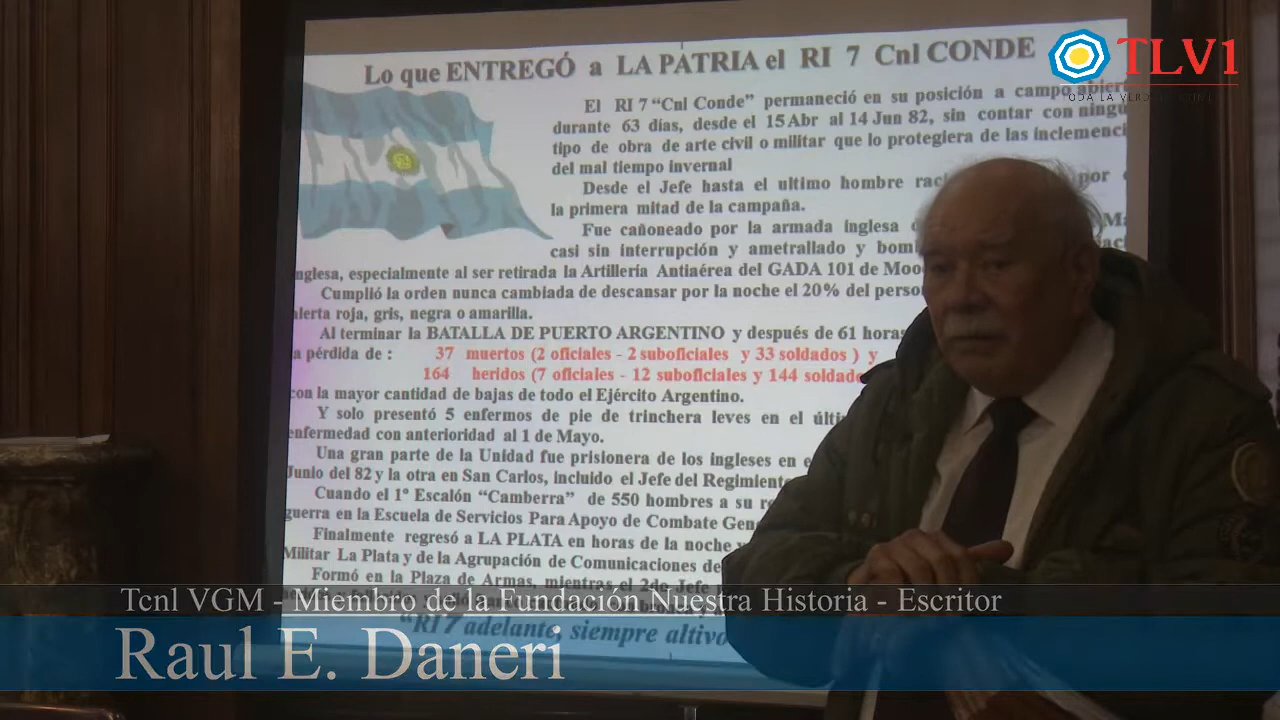 Lo que ENTREGÓ a LA PATRIA el RI 7 Cnl CONDE
TLV1
El RI 7 “Cnl Conde” permaneció en su posición a campo
durante 63 días, desde el 15 Abr al 14 Jun 82, sin contar con
tipo de obra de arte civil o militar que lo protegiera de las
del mal tiempo invernal
Desde el Jefe hasta el ultimo hombre por
la primera mitad de la campaña.
Fue cañoneado por la armada inglesa
casi sin interrupción y ametrallado y
inglesa, especialmente al ser retirada la Artillería Antiaérea del GADA 101 de
Cumplió la orden nunca cambiada de descansar por la noche el 20% del
alerta roja, gris, negra o amarilla.
Al terminar la BATALLA DE PUERTO ARGENTINO y después de 61 horas
la pérdida de : 37 muertos (2 oficiales - 2 suboficiales y 33 soldados ) y
164 heridos (7 oficiales - 12 suboficiales y 144
con la mayor cantidad de bajas de todo el Ejército Argentino.
Y solo presentó 5 enfermos de pie de trinchera leves en el
enfermedad con anterioridad al 1 de Mayo.
Una gran parte de la Unidad fue prisionera de los ingleses en
Junio del 82 y la otra en San Carlos, incluido el Jefe del
Cuando el 1º Escalón “Camberra” de 550 hombres a su
guerra en la Escuela de Servicios Para Apoyo de Combate
Finalmente regresó a LA PLATA en horas de la noche
Militar La Plata y de la Agrupación de Comunicaciones
Formó en la Plaza de Armas, mientras el 2do Jefe
“RI 7 adelante, siempre altivo
Tcnl VGM - Miembro de la Fundación Nuestra Historia - Escritor
Raul E. Daneri